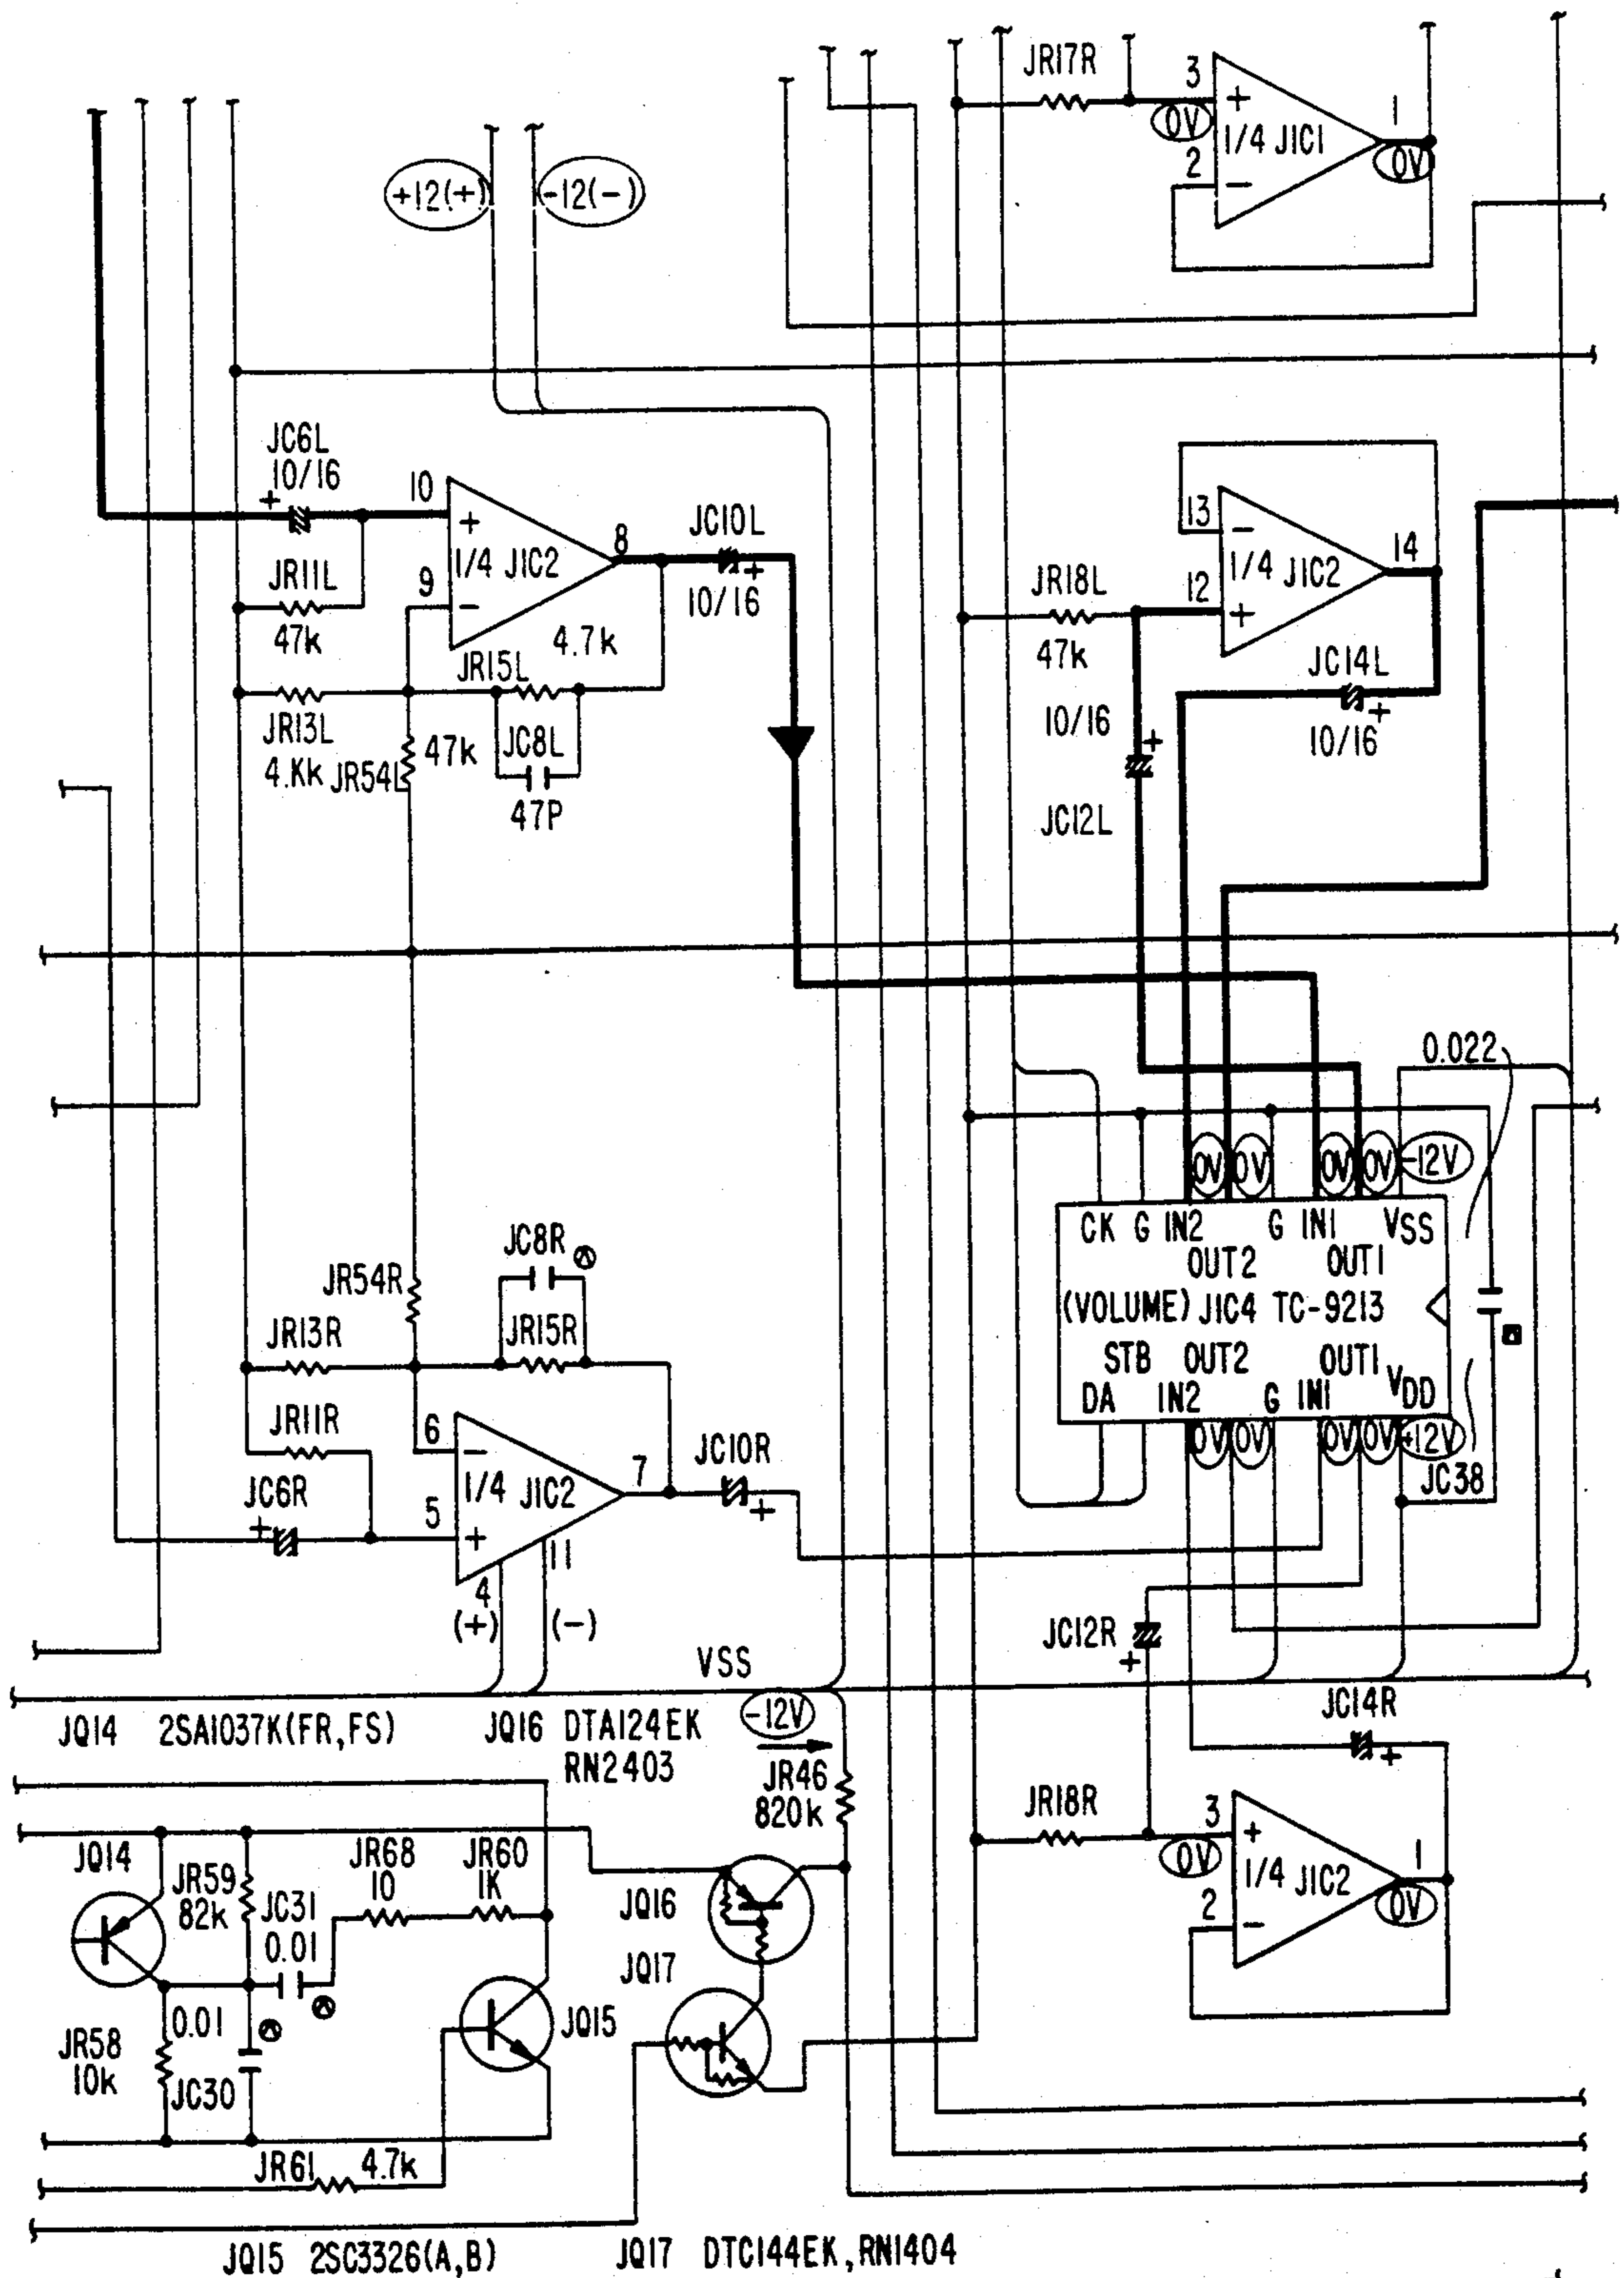 JR17R
3
+
0V
1/4 J1C1
1
0V
2
−
+12(+)
-12(-)
JC6L
10/16
+
10
+
8
1/4 J1C2
9
−
JR11L
47k
JC10L
+
10/16
4.7k
JR15L
JR13L
4.Kk
JR54L
47k
JC8L
47P
13
−
14
1/4 J1C2
12
+
JR18L
47k
JC14L
+
10/16
10/16
+
JC12L
0.022
0V
0V
0V
0V
-12V
CK G IN2 G IN1 VSS
OUT2 OUT1
(VOLUME) J1C4 TC-9213
STB OUT2 OUT1
DA IN2 G IN1 VDD
0V
0V
0V
0V
+12V
JC38
JC8R
JR54R
JR13R
JR15R
JR11R
6
−
1/4 J1C2
7
5
+
JC6R
+
JC10R
+
4
(+)
11
(-)
VSS
JC12R
+
-12V
JQ14 2SA1037K(FR,FS)
JQ16 DTA124EK
RN2403
JR46
820k
JC14R
+
JR18R
3
+
0V
1/4 J1C2
1
0V
2
−
JQ14
JR59
82k
JC31
0.01
JR68
10
JR60
1K
JQ16
JQ17
JQ15
0.01
JR58
10k
JC30
JR61 4.7k
JQ15 2SC3326(A,B)
JQ17 DTC144EK,RN1404